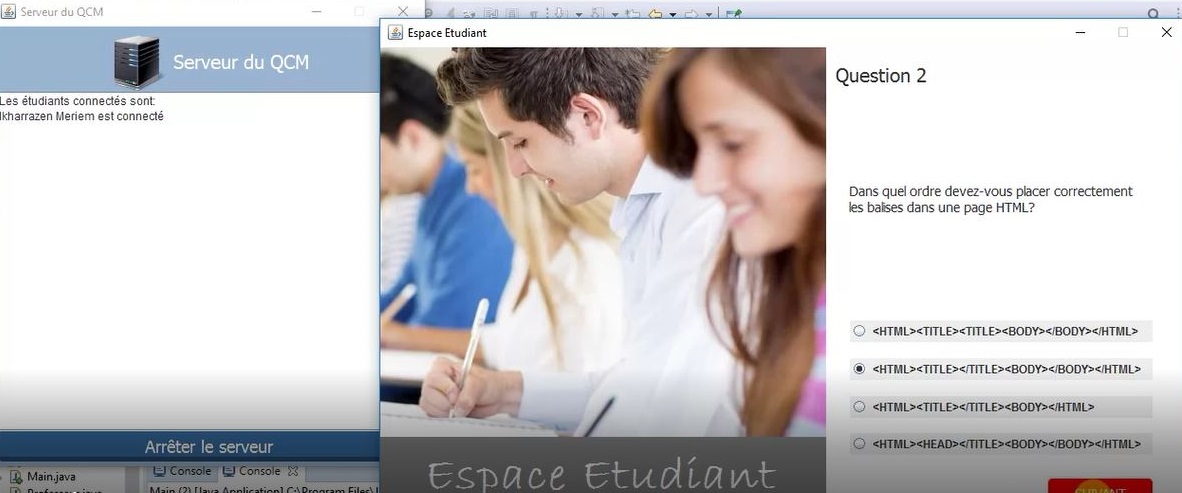 Serveur du QCM
Serveur du QCM
Les étudiants connectés sont:
Ikharrazen Meriem est connecté
Arrêter le serveur
Main.java
Console
Console
Main (2) [Java Application] C:\Program Files\
Espace Etudiant
Espace Etudiant
Question 2
Dans quel ordre devez-vous placer correctement
les balises dans une page HTML?
<HTML><TITLE><TITLE><BODY></BODY></HTML>
<HTML><TITLE></TITLE><BODY></BODY></HTML>
<HTML><TITLE></TITLE><BODY></HTML>
<HTML><HEAD></TITLE><BODY></BODY></HTML>
SUIVANT